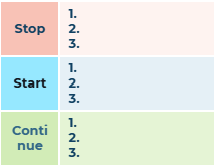 Stop
1.
2.
3.
Start
1.
2.
3.
Conti
nue
1.
2.
3.